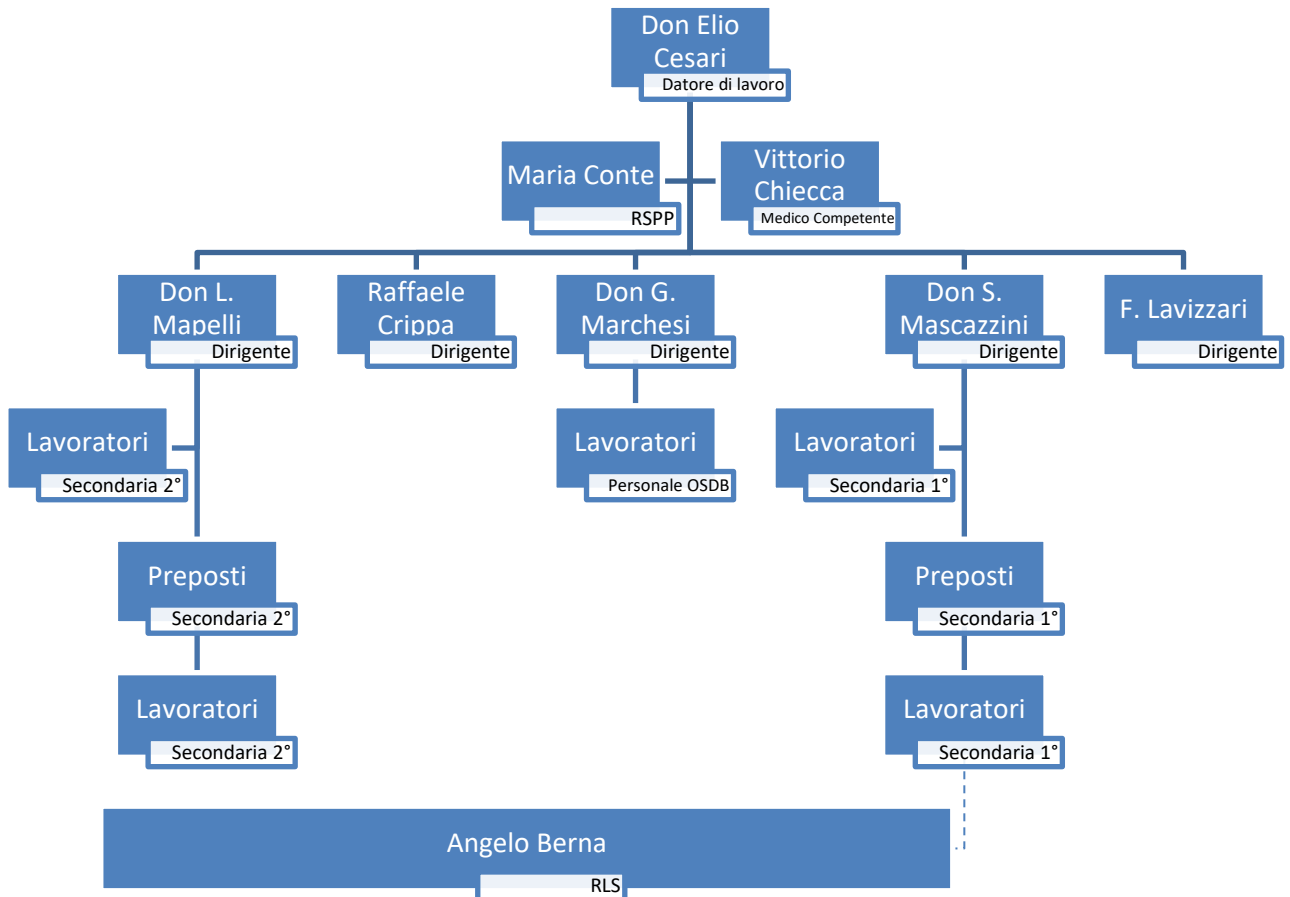 Don Elio
Cesari
Datore di lavoro
Maria Conte
RSPP
Vittorio
Chiecca
Medico Competente
Don L.
Mapelli
Dirigente
Raffaele
Crippa
Dirigente
Don G.
Marchesi
Dirigente
Don S.
Mascazzini
Dirigente
F. Lavizzari
Dirigente
Lavoratori
Secondaria 2°
Lavoratori
Personale OSDB
Lavoratori
Secondaria 1°
Preposti
Secondaria 2°
Preposti
Secondaria 1°
Lavoratori
Secondaria 2°
Lavoratori
Secondaria 1°
Angelo Berna
RLS